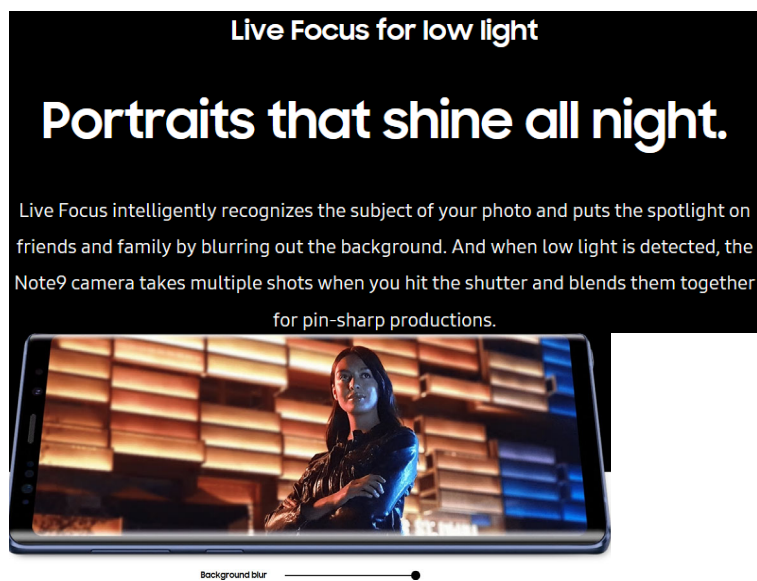 Live Focus for low light
Portraits that shine all night.
Live Focus intelligently recognizes the subject of your photo and puts the spotlight on
friends and family by blurring out the background. And when low light is detected, the
Note9 camera takes multiple shots when you hit the shutter and blends them together
for pin-sharp productions.
Background blur